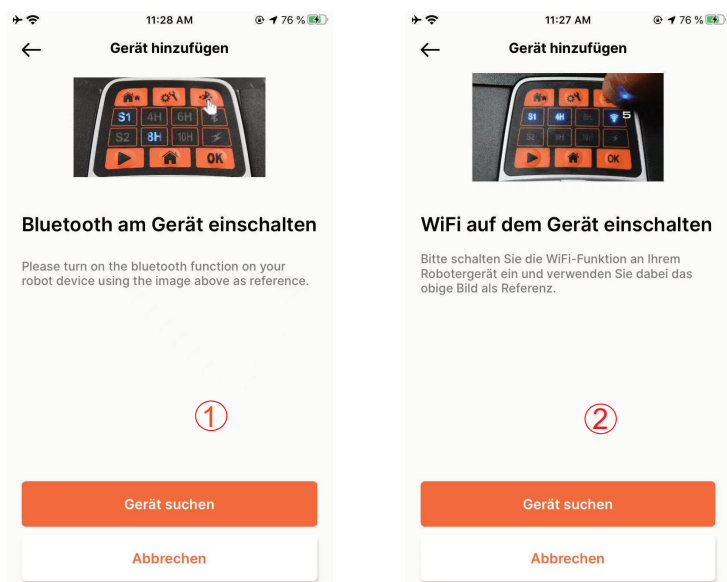 11:28 AM
76 %
Gerät hinzufügen
S1 4H 6H
S2 8H 10H
OK
Bluetooth am Gerät einschalten
Please turn on the bluetooth function on your
robot device using the image above as reference.
1
Gerät suchen
Abbrechen
11:27 AM
76 %
Gerät hinzufügen
S1 4H
5
S2
OK
WiFi auf dem Gerät einschalten
Bitte schalten Sie die WiFi-Funktion an Ihrem
Robotergerät ein und verwenden Sie dabei das
obige Bild als Referenz.
2
Gerät suchen
Abbrechen